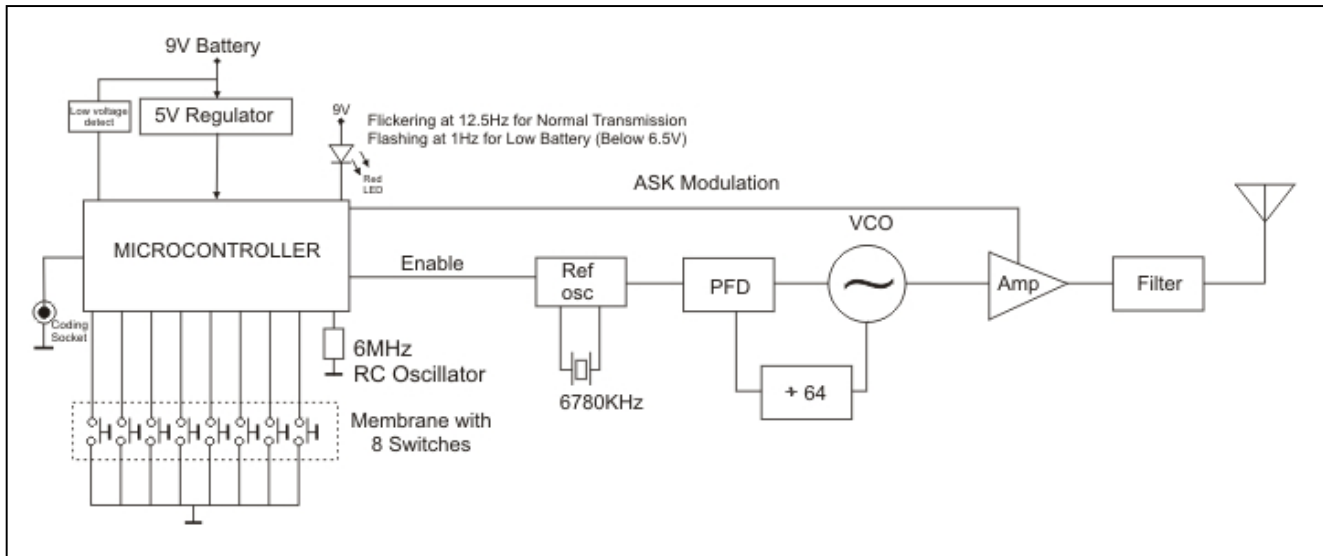 9V Battery
Low voltage
detect
5V Regulator
9V
Flickering at 12.5Hz for Normal Transmission
Flashing at 1Hz for Low Battery (Below 6.5V)
Red
LED
ASK Modulation
VCO
MICROCONTROLLER
Enable
Ref
osc
PFD
Amp
Filter
Coding
Socket
6MHz
RC Oscillator
6780KHz
÷ 64
Membrane with
8 Switches